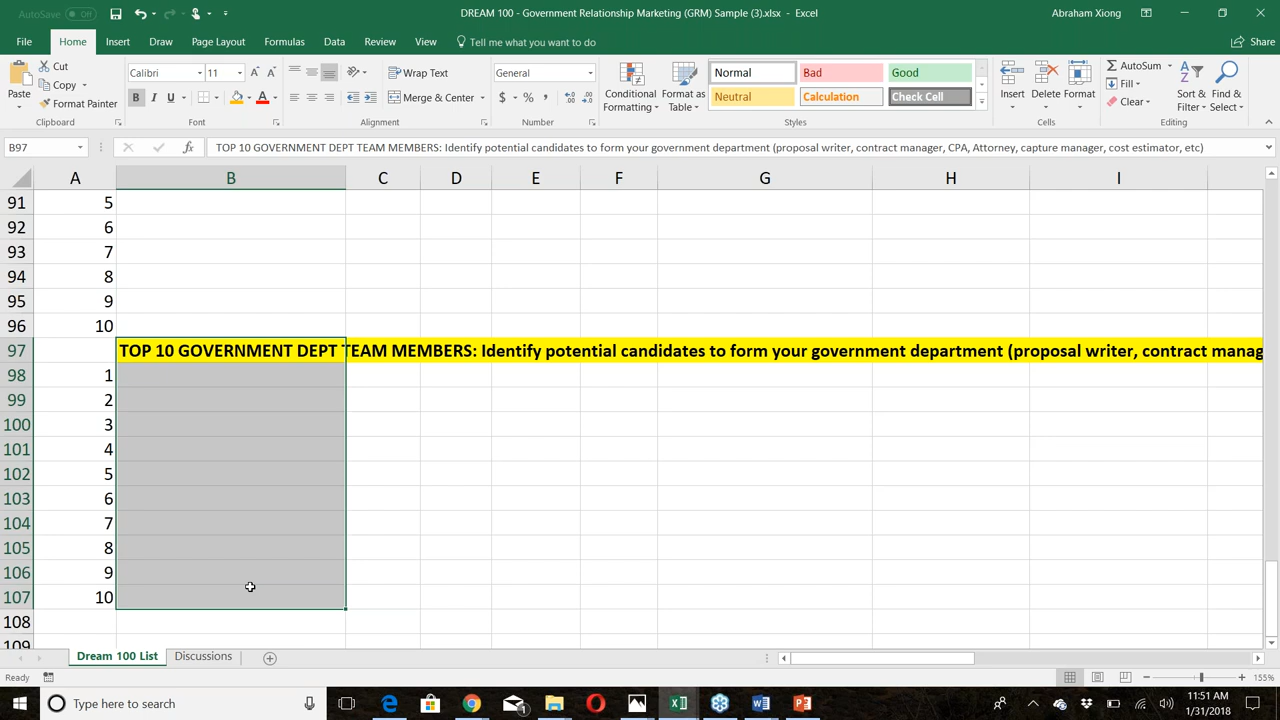 AutoSave Off
DREAM 100 - Government Relationship Marketing (GRM) Sample (3).xlsx - Excel
Abraham Xiong
File Home Insert Draw Page Layout Formulas Data Review View Tell me what you want to do Share
Paste
Cut
Copy
Format Painter
Clipboard
Calibri 11
B I U
Font
Wrap Text
Merge & Center
Alignment
General
$ % ,
Number
Conditional Formatting
Format as Table
Normal Bad Good
Neutral Calculation Check Cell
Styles
Insert Delete Format
Cells
AutoSum
Fill
Clear
Sort & Filter
Find & Select
Editing
B97 fx TOP 10 GOVERNMENT DEPT TEAM MEMBERS: Identify potential candidates to form your government department (proposal writer, contract manager, CPA, Attorney, capture manager, cost estimator, etc)
A B C D E F G H I
91 5
92 6
93 7
94 8
95 9
96 10
97 TOP 10 GOVERNMENT DEPT TEAM MEMBERS: Identify potential candidates to form your government department (proposal writer, contract manag
98 1
99 2
100 3
101 4
102 5
103 6
104 7
105 8
106 9
107 10
108
109
Dream 100 List Discussions
Ready
155%
Type here to search
11:51 AM
1/31/2018